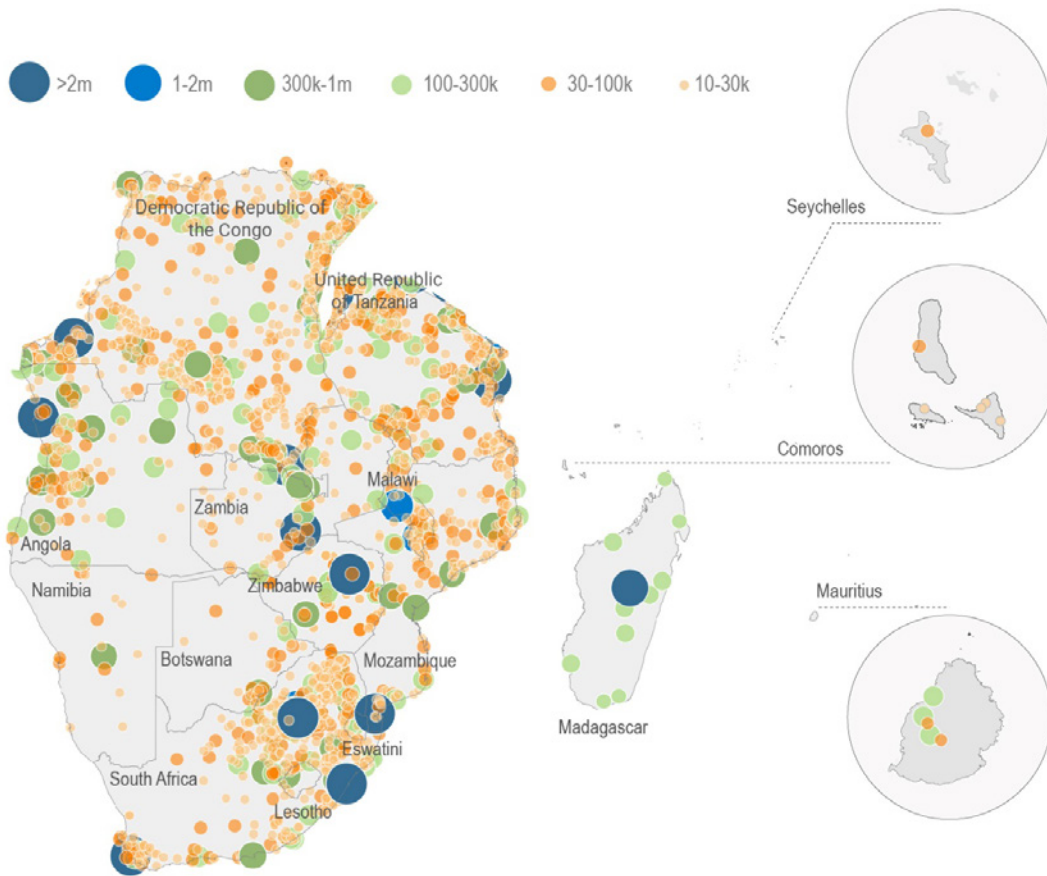 >2m
1-2m
300k-1m
100-300k
30-100k
10-30k
Seychelles
Democratic Republic of
the Congo
United Republic
of Tanzania
Comoros
Malawi
Zambia
Angola
Namibia
Zimbabwe
Mauritius
Botswana
Mozambique
Madagascar
Eswatini
South Africa
Lesotho